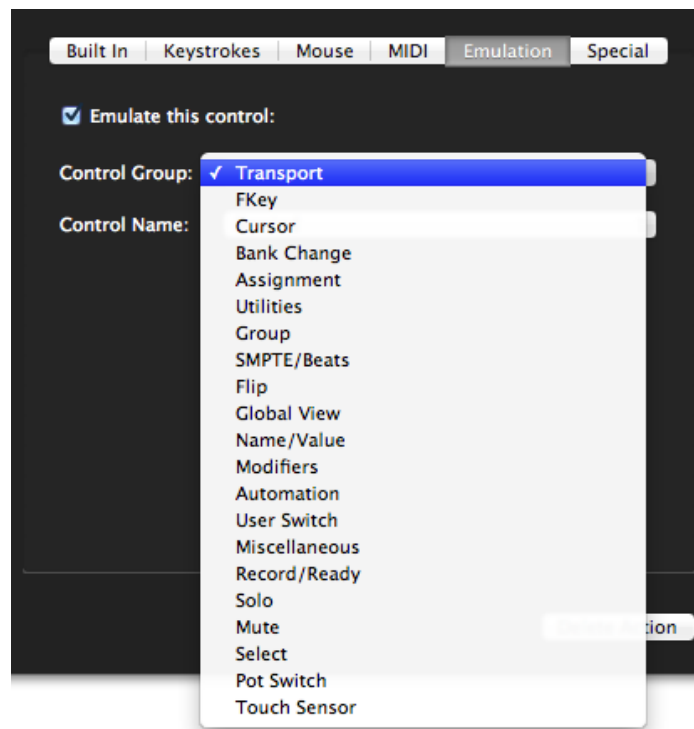 Built In Keystrokes Mouse MIDI Emulation Special
Emulate this control:
Control Group: ✓ Transport
FKey
Control Name: Cursor
Bank Change
Assignment
Utilities
Group
SMPTE/Beats
Flip
Global View
Name/Value
Modifiers
Automation
User Switch
Miscellaneous
Record/Ready
Solo
Mute
Select
Pot Switch
Touch Sensor